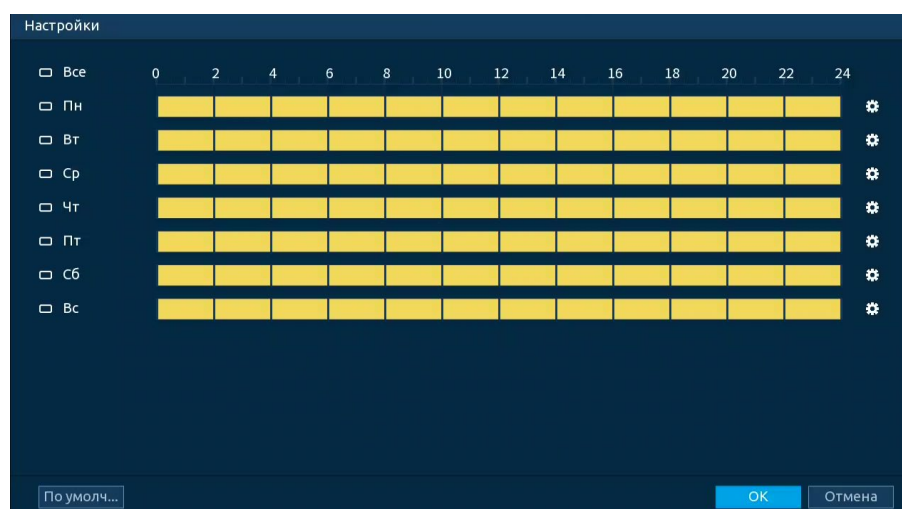 Настройки
Все 0 2 4 6 8 10 12 14 16 18 20 22 24
Пн
Вт
Ср
Чт
Пт
Сб
Вс
По умолч... OK Отмена